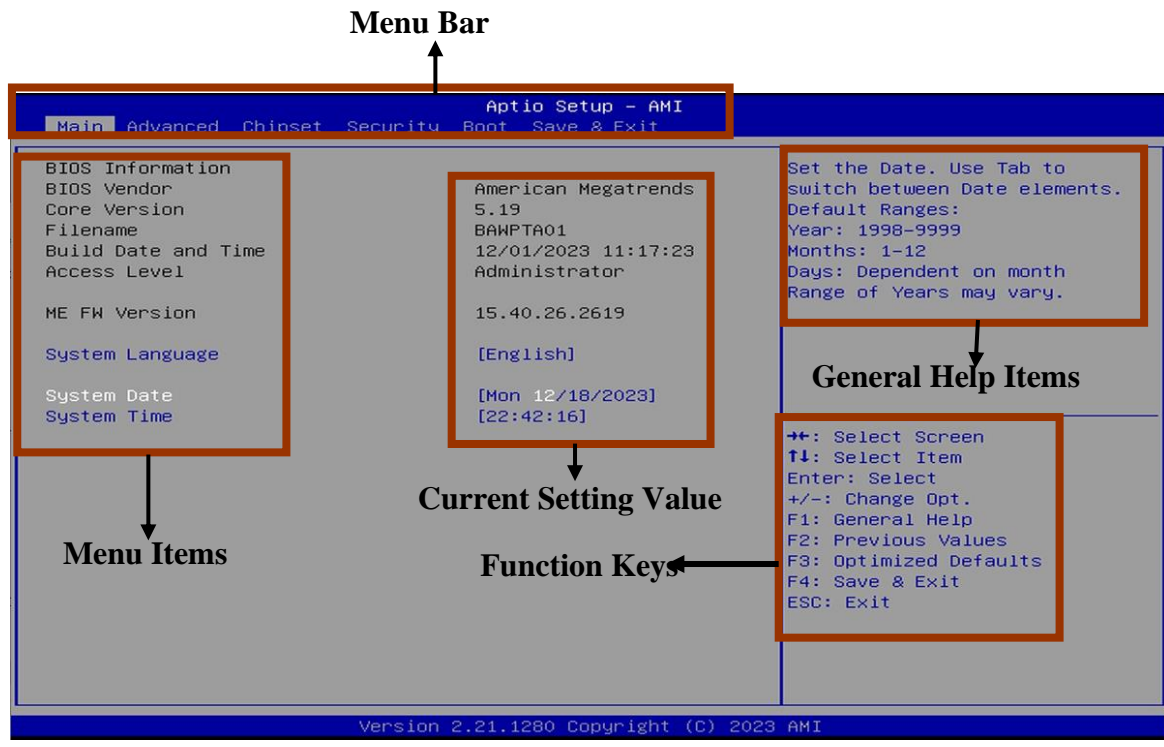 Menu Bar
Aptio Setup – AMI
Main Advanced Chipset Security Boot Save & Exit
BIOS Information
BIOS Vendor American Megatrends
Core Version 5.19
Filename BAWPTA01
Build Date and Time 12/01/2023 11:17:23
Access Level Administrator
ME FW Version 15.40.26.2619
System Language [English]
System Date [Mon 12/18/2023]
System Time [22:42:16]
Set the Date. Use Tab to
switch between Date elements.
Default Ranges:
Year: 1998-9999
Months: 1-12
Days: Dependent on month
Range of Years may vary.
General Help Items
→←: Select Screen
↑↓: Select Item
Enter: Select
+/-: Change Opt.
F1: General Help
F2: Previous Values
F3: Optimized Defaults
F4: Save & Exit
ESC: Exit
Current Setting Value
Menu Items
Function Keys
Version 2.21.1280 Copyright (C) 2023 AMI